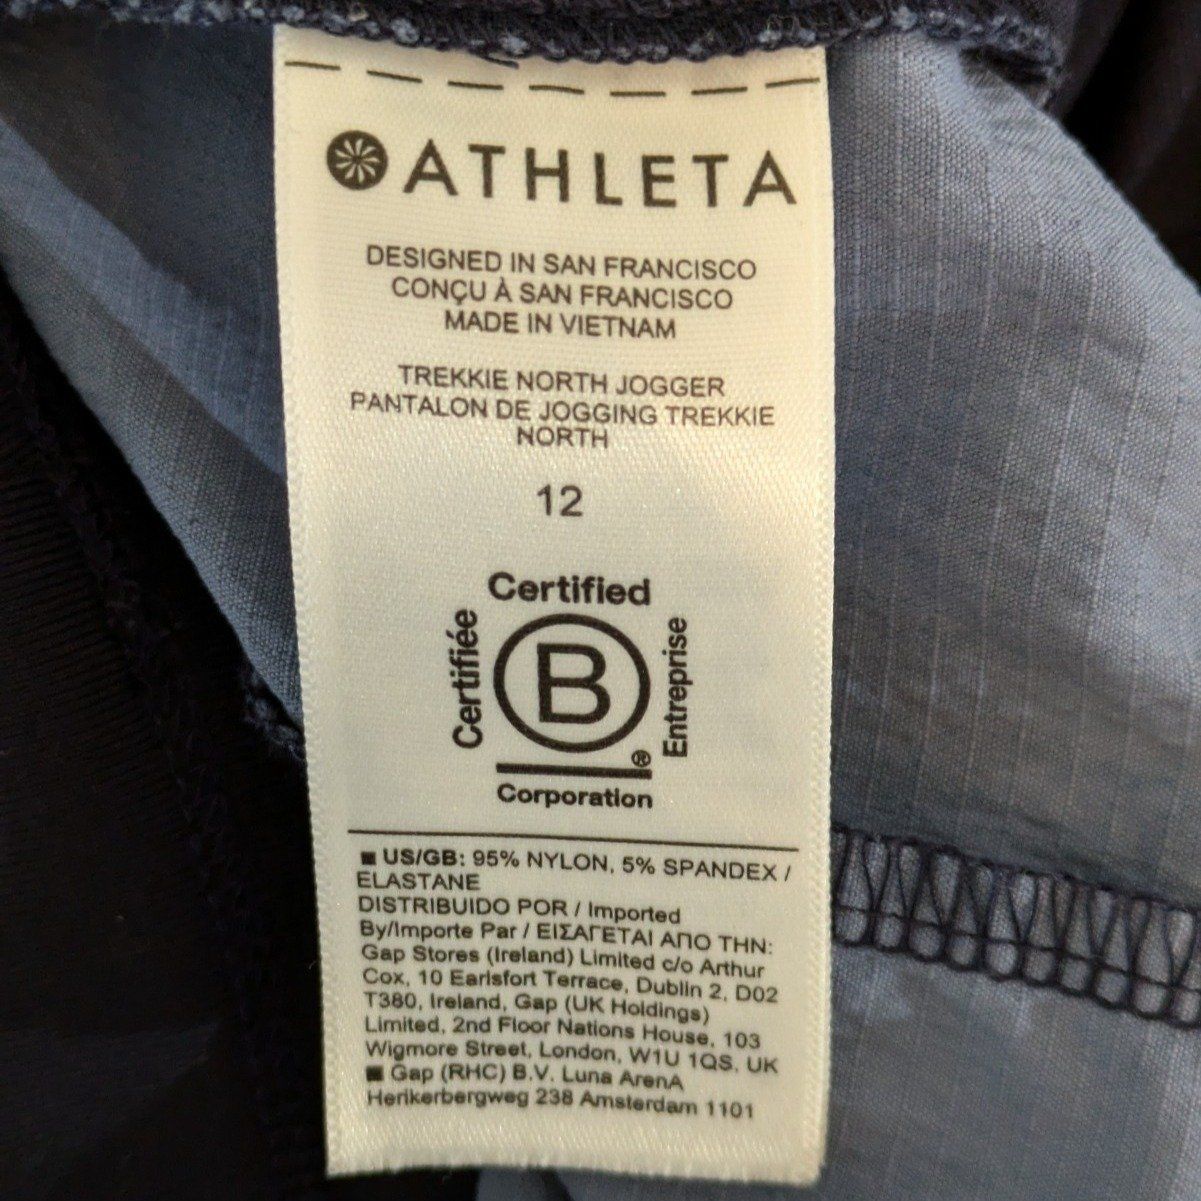 ATHLETA
DESIGNED IN SAN FRANCISCO
CONÇU À SAN FRANCISCO
MADE IN VIETNAM
TREKKIE NORTH JOGGER
PANTALON DE JOGGING TREKKIE
NORTH
12
Certified
Certifiée
B
Entreprise
®
Corporation
■ US/GB: 95% NYLON, 5% SPANDEX /
ELASTANE
DISTRIBUIDO POR / Imported
By/Importe Par / ΕΙΣΑΓΕΤΑΙ ΑΠΟ ΤΗΝ:
Gap Stores (Ireland) Limited c/o Arthur
Cox, 10 Earlsfort Terrace, Dublin 2, D02
T380, Ireland, Gap (UK Holdings)
Limited, 2nd Floor Nations House, 103
Wigmore Street, London, W1U 1QS, UK
■ Gap (RHC) B.V. Luna ArenA
Herikerbergweg 238 Amsterdam 1101